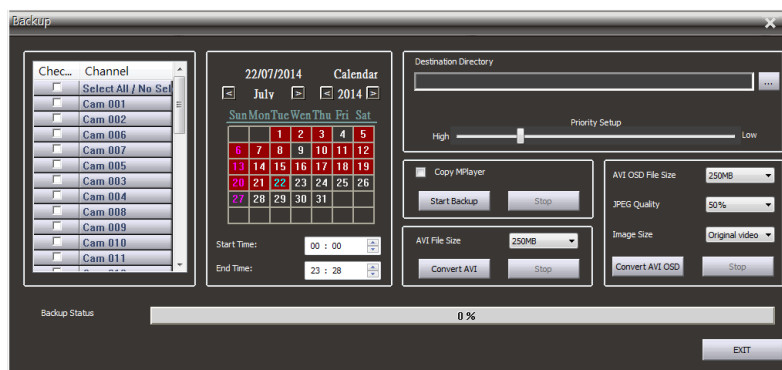 Backup
Chec... Channel
Select All / No Sel
Cam 001
Cam 002
Cam 006
Cam 007
Cam 005
Cam 003
Cam 004
Cam 008
Cam 009
Cam 010
Cam 011
22/07/2014 Calendar
< July > < 2014 >
Sun Mon Tue Wen Thu Fri Sat
1 2 3 4 5
6 7 8 9 10 11 12
13 14 15 16 17 18 19
20 21 22 23 24 25 26
27 28 29 30 31
Start Time: 00 : 00
End Time: 23 : 28
Destination Directory
...
Priority Setup
High Low
Copy MPlayer
Start Backup Stop
AVI File Size 250MB
Convert AVI Stop
AVI OSD File Size 250MB
JPEG Quality 50%
Image Size Original video
Convert AVI OSD Stop
Backup Status 0 %
EXIT